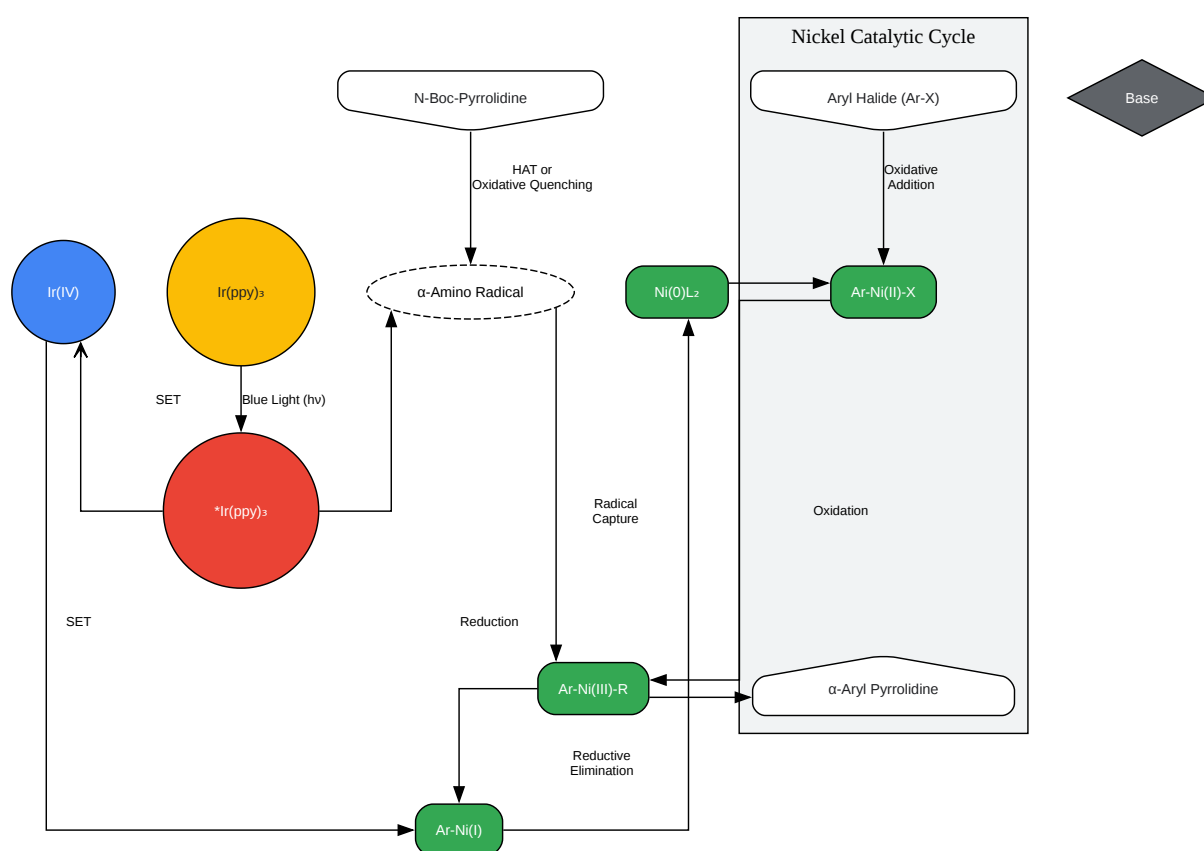 Nickel Catalytic Cycle
N-Boc-Pyrrolidine
Aryl Halide (Ar-X)
Base
HAT or
Oxidative Quenching
Oxidative
Addition
Ir(IV)
Ir(ppy)₃
α-Amino Radical
Ni(0)L₂
Ar-Ni(II)-X
SET
Blue Light (hν)
*Ir(ppy)₃
Radical
Capture
Oxidation
SET
Reduction
Ar-Ni(III)-R
α-Aryl Pyrrolidine
Reductive
Elimination
Ar-Ni(I)